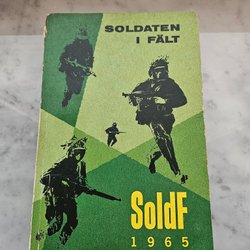 SOLDATEN
I FÄLT
SoldF
1965